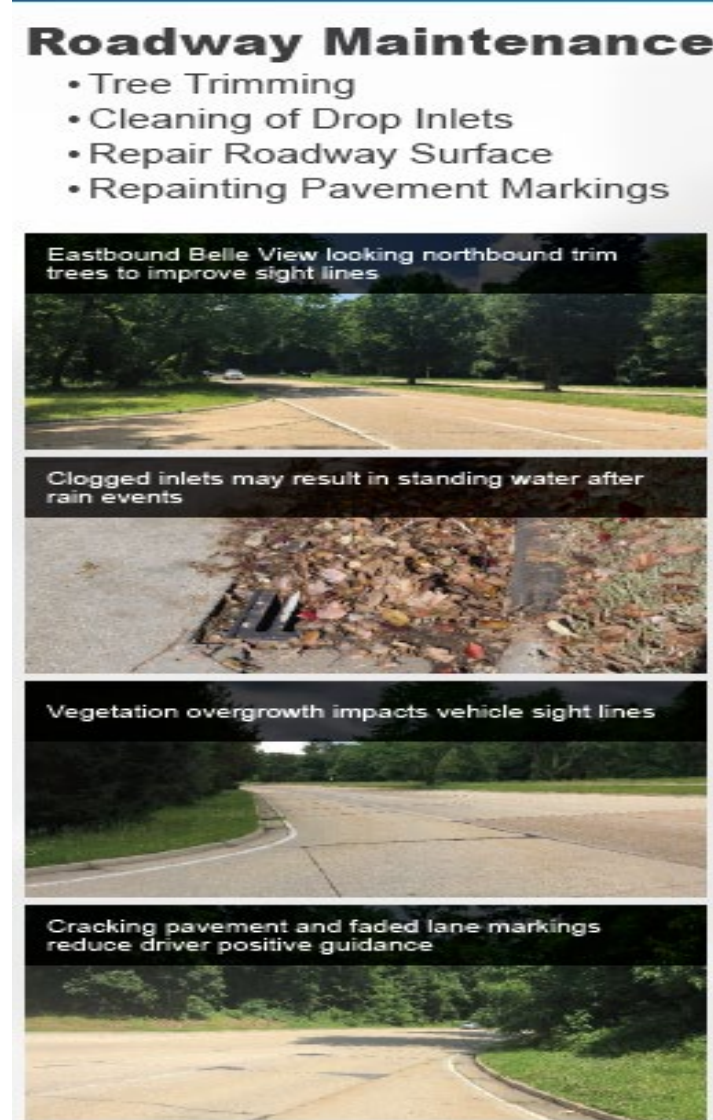 Roadway Maintenance
• Tree Trimming
• Cleaning of Drop Inlets
• Repair Roadway Surface
• Repainting Pavement Markings
Eastbound Belle View looking northbound trim
trees to improve sight lines
Clogged inlets may result in standing water after
rain events
Vegetation overgrowth impacts vehicle sight lines
Cracking pavement and faded lane markings
reduce driver positive guidance